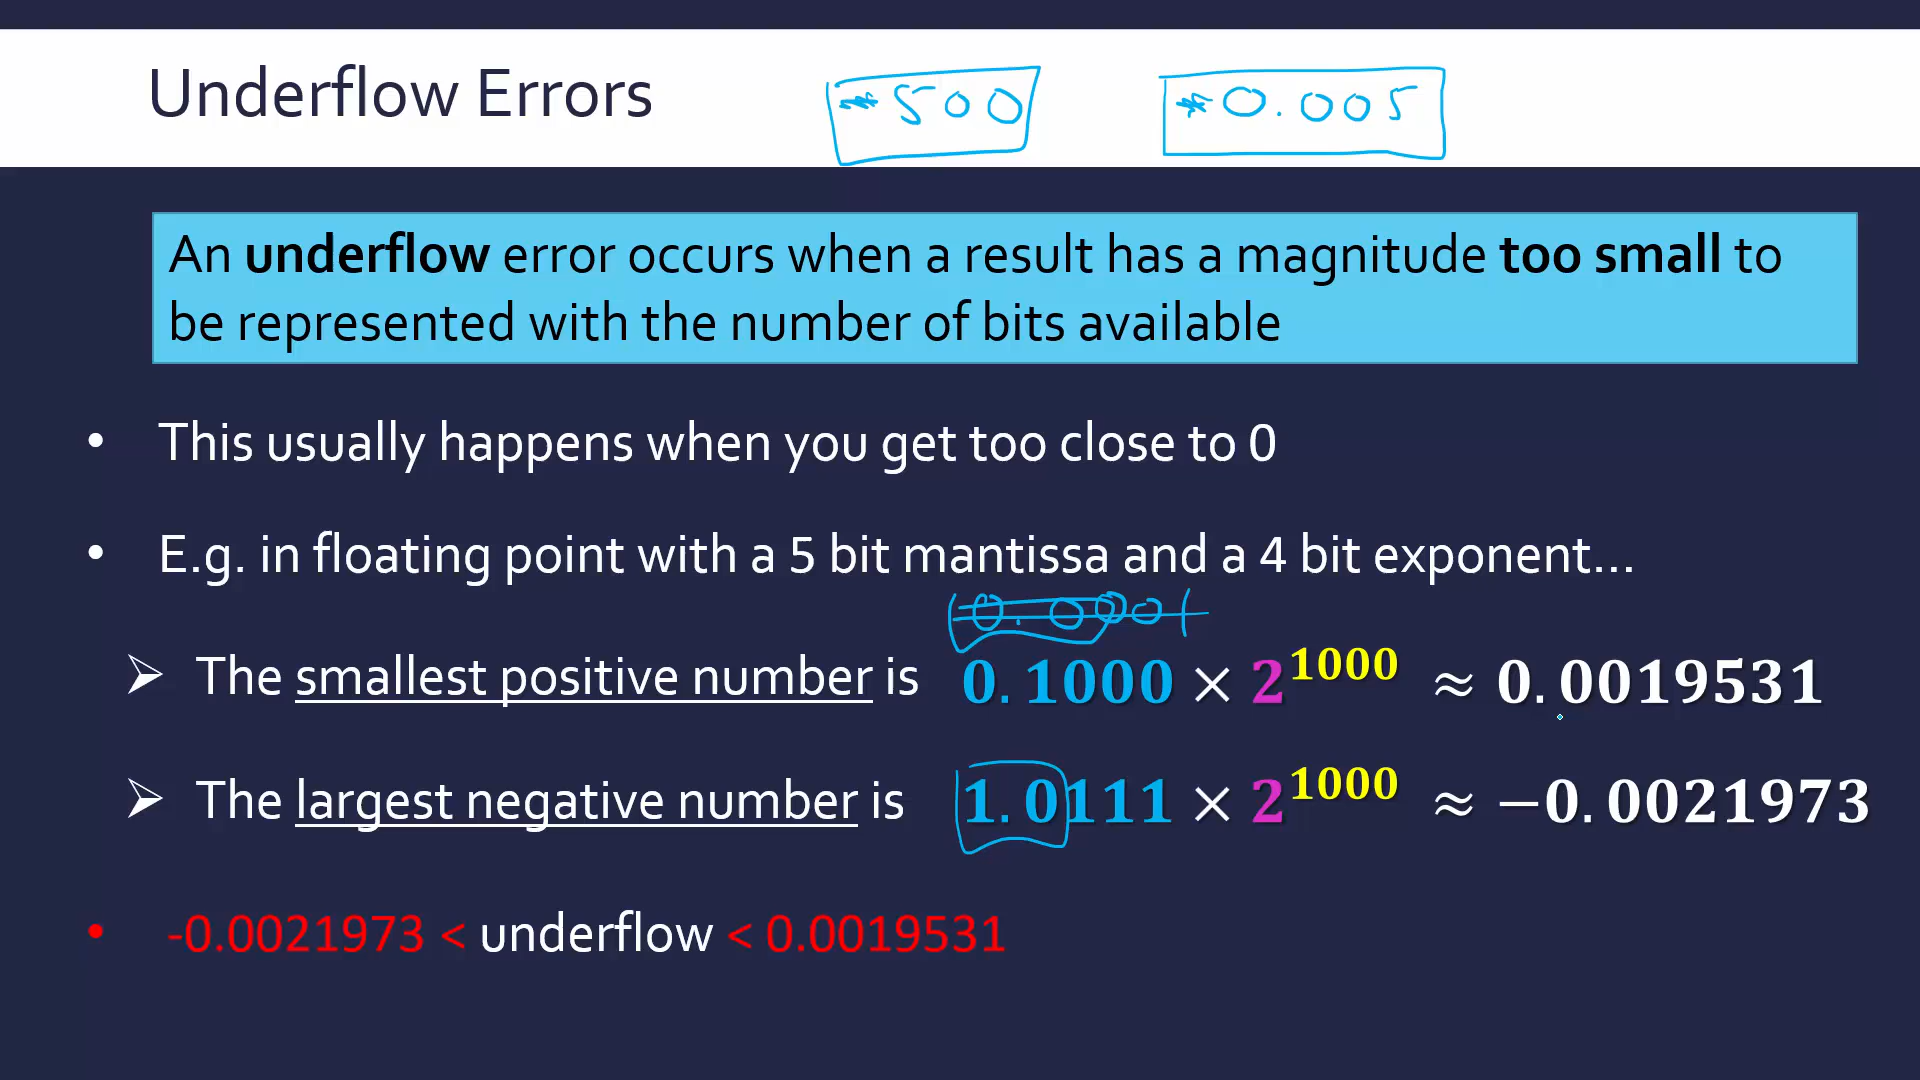 Underflow Errors
500
0.005
An underflow error occurs when a result has a magnitude too small to
be represented with the number of bits available
• This usually happens when you get too close to 0
• E.g. in floating point with a 5 bit mantissa and a 4 bit exponent...
➢ The smallest positive number is 0.1000 × 2^1000 ≈ 0.0019531
➢ The largest negative number is 1.0111 × 2^1000 ≈ −0.0021973
• -0.0021973 < underflow < 0.0019531